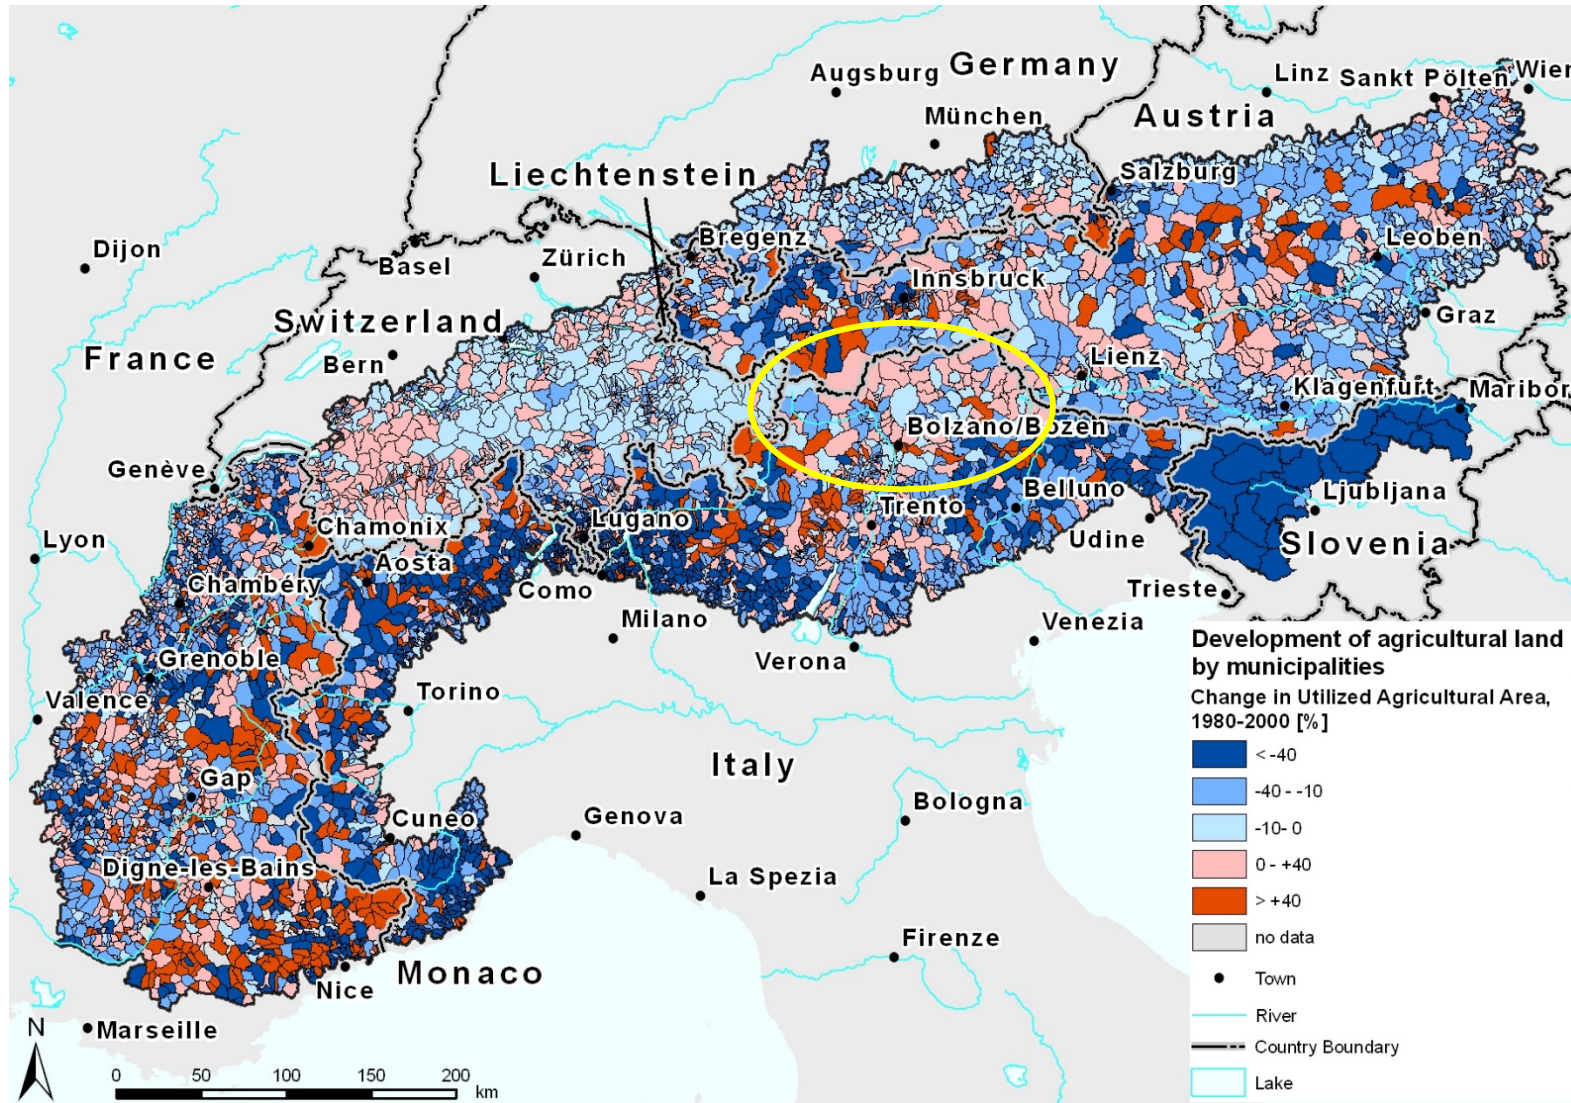 Augsburg
Germany
Linz
Sankt Pölten
Wien
München
Austria
Liechtenstein
Salzburg
Dijon
Basel
Zürich
Bregenz
Leoben
Innsbruck
Switzerland
Graz
France
Bern
Lienz
Klagenfurt
Maribor
Bolzano/Bozen
Genève
Belluno
Ljubljana
Lugano
Trento
Chamonix
Lyon
Udine
Slovenia
Aosta
Chambéry
Como
Trieste
Milano
Venezia
Verona
Grenoble
Valence
Torino
Italy
Gap
Bologna
Cuneo
Genova
Digne-les-Bains
La Spezia
Firenze
Monaco
Nice
Marseille
N
0 50 100 150 200
km
Development of agricultural land
by municipalities
Change in Utilized Agricultural Area,
1980-2000 [%]
< -40
-40 - -10
-10- 0
0 - +40
> +40
no data
Town
River
Country Boundary
Lake